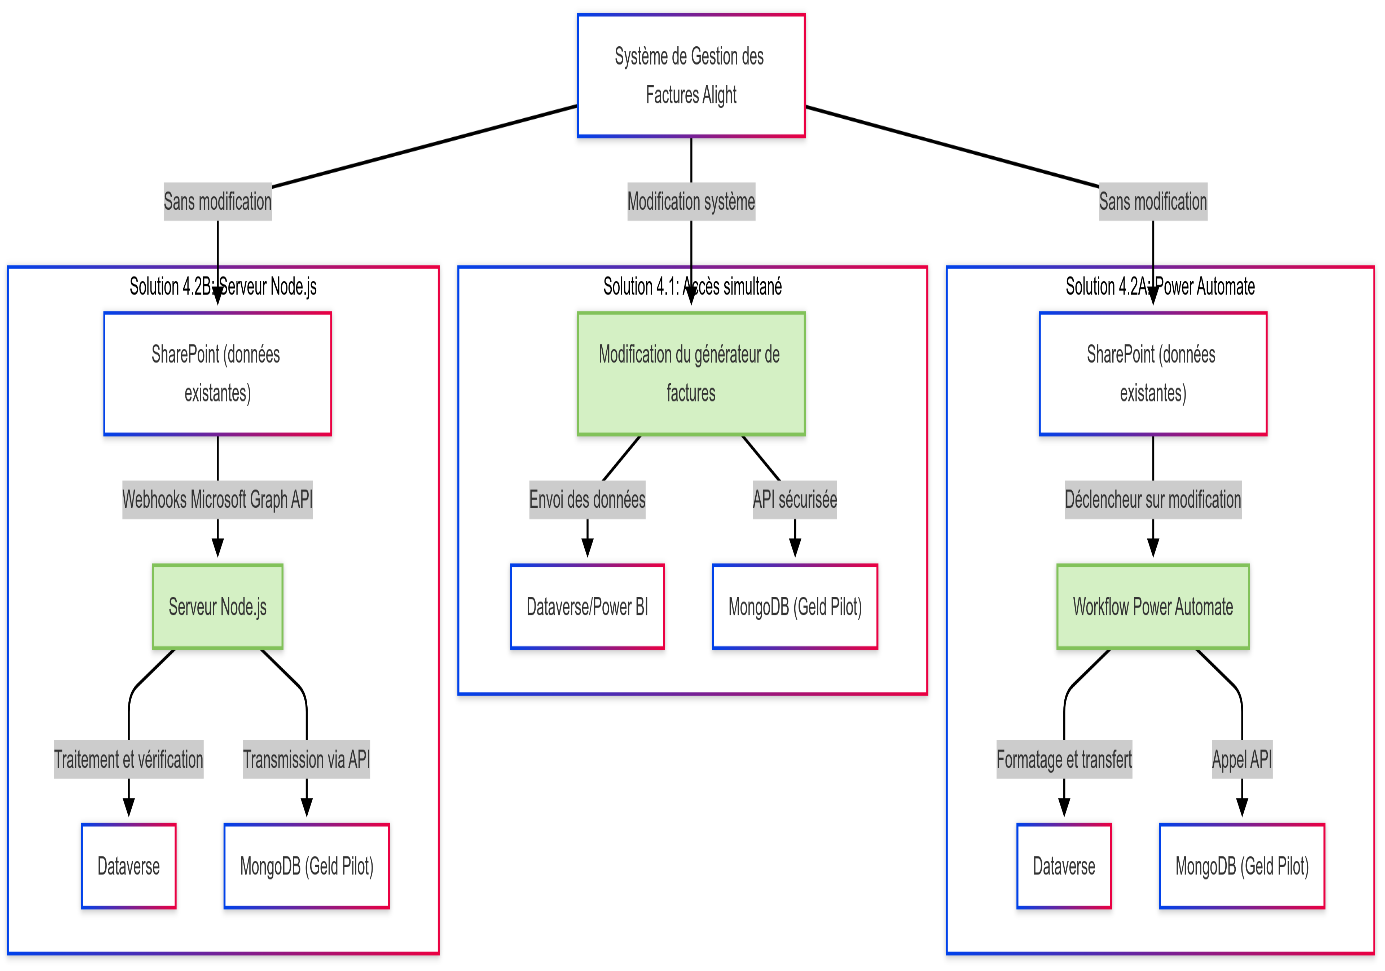 Système de Gestion des
Factures Alight
Sans modification
Modification système
Sans modification
Solution 4.2B: Serveur Node.js
SharePoint (données
existantes)
Webhooks Microsoft Graph API
Serveur Node.js
Traitement et vérification
Transmission via API
Dataverse
MongoDB (Geld Pilot)
Solution 4.1: Accès simultané
Modification du générateur de
factures
Envoi des données
API sécurisée
Dataverse/Power BI
MongoDB (Geld Pilot)
Solution 4.2A: Power Automate
SharePoint (données
existantes)
Déclencheur sur modification
Workflow Power Automate
Formatage et transfert
Appel API
Dataverse
MongoDB (Geld Pilot)